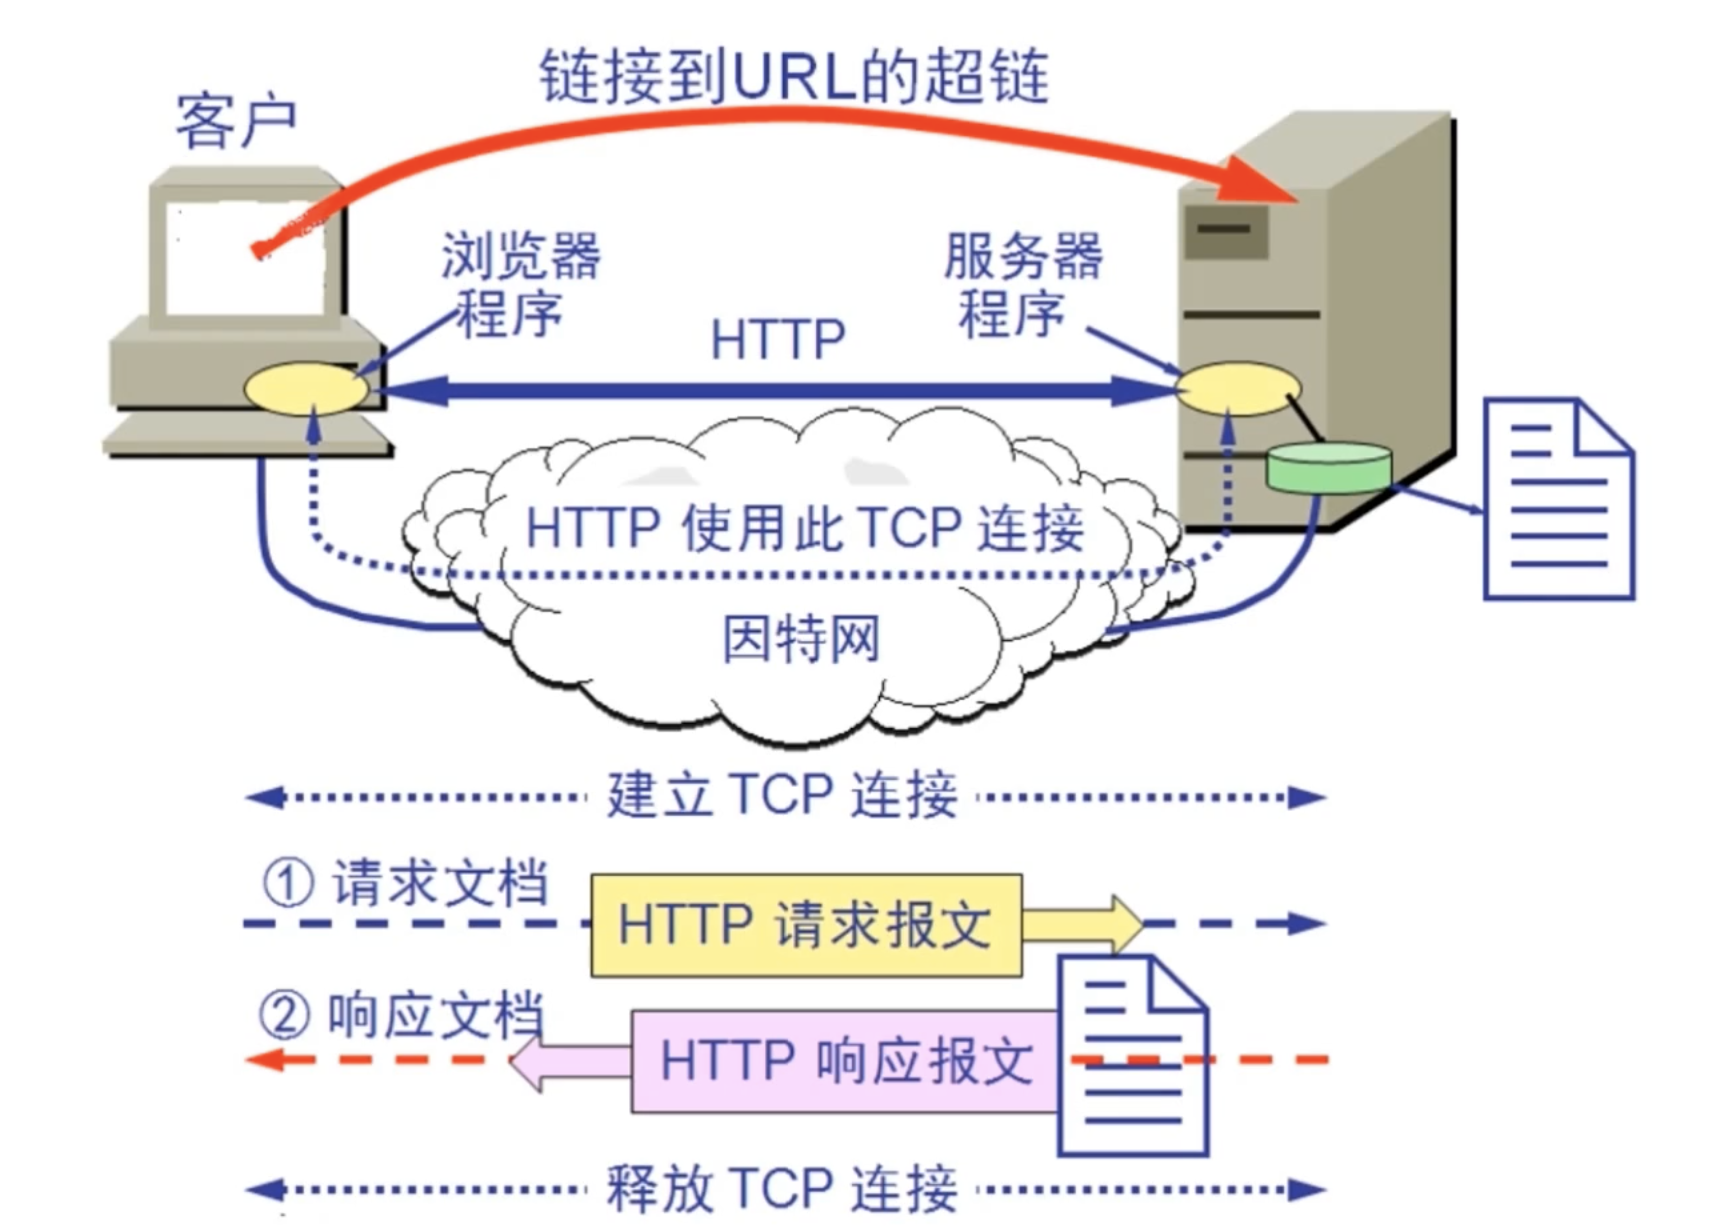 链接到URL的超链
客户
浏览器
程序
服务器
程序
HTTP
HTTP 使用此 TCP 连接
因特网
建立 TCP 连接
① 请求文档
HTTP 请求报文
② 响应文档
HTTP 响应报文
释放 TCP 连接